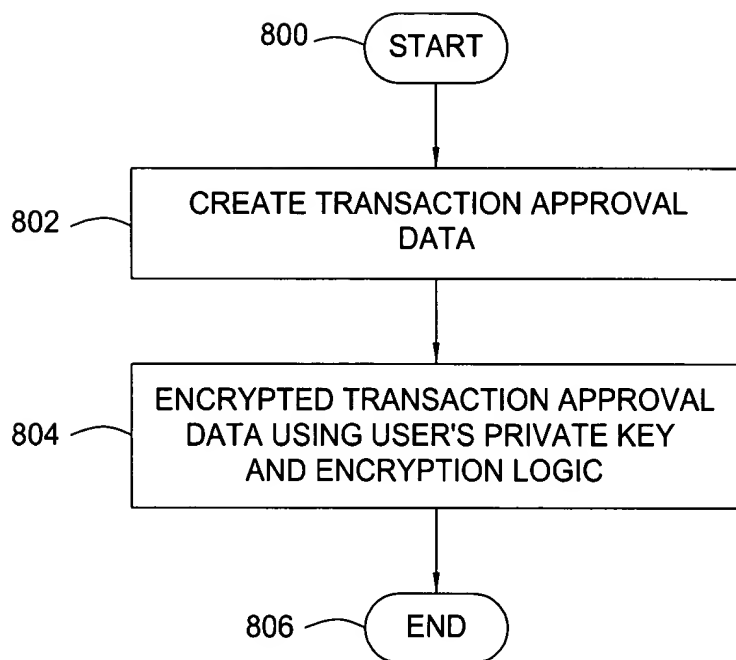 800
START
802
CREATE TRANSACTION APPROVAL
DATA
804
ENCRYPTED TRANSACTION APPROVAL
DATA USING USER'S PRIVATE KEY
AND ENCRYPTION LOGIC
806
END